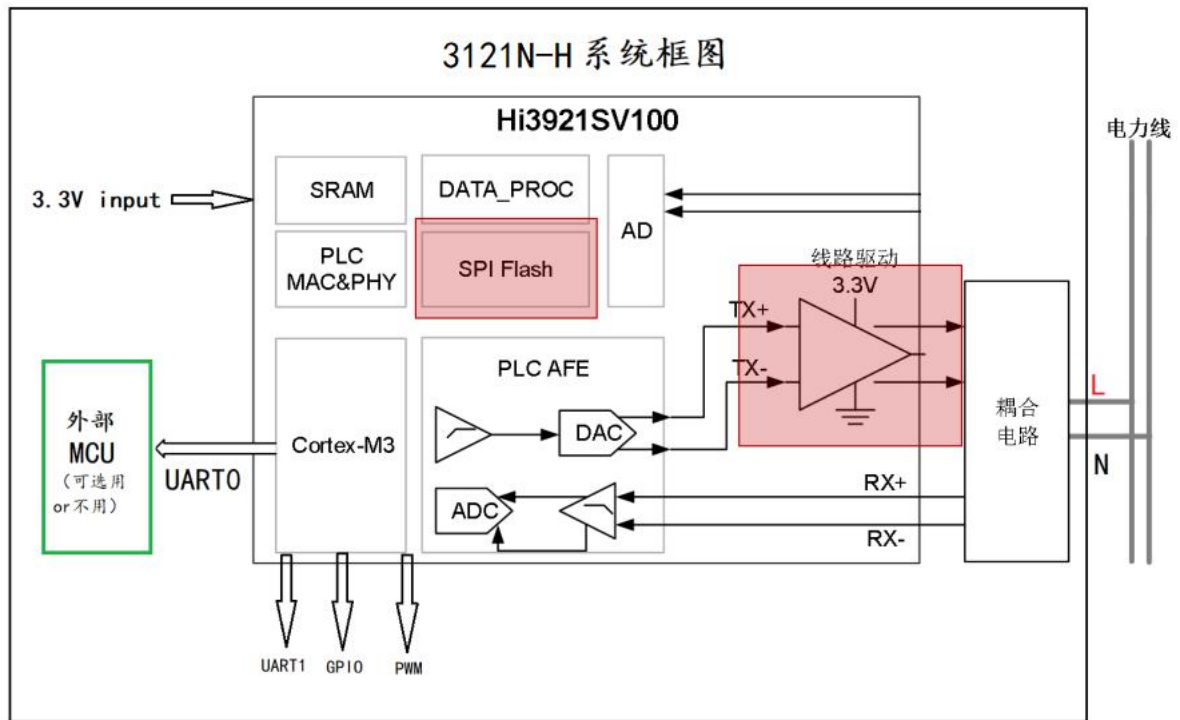 3121N-H 系统框图
Hi3921SV100
电力线
3.3V input
SRAM
DATA_PROC
AD
PLC
MAC&PHY
SPI Flash
线路驱动
3.3V
TX+
TX-
PLC AFE
DAC
ADC
Cortex-M3
外部
MCU
(可选用
or不用)
UART0
RX+
RX-
耦合
电路
L
N
UART1
GPIO
PWM